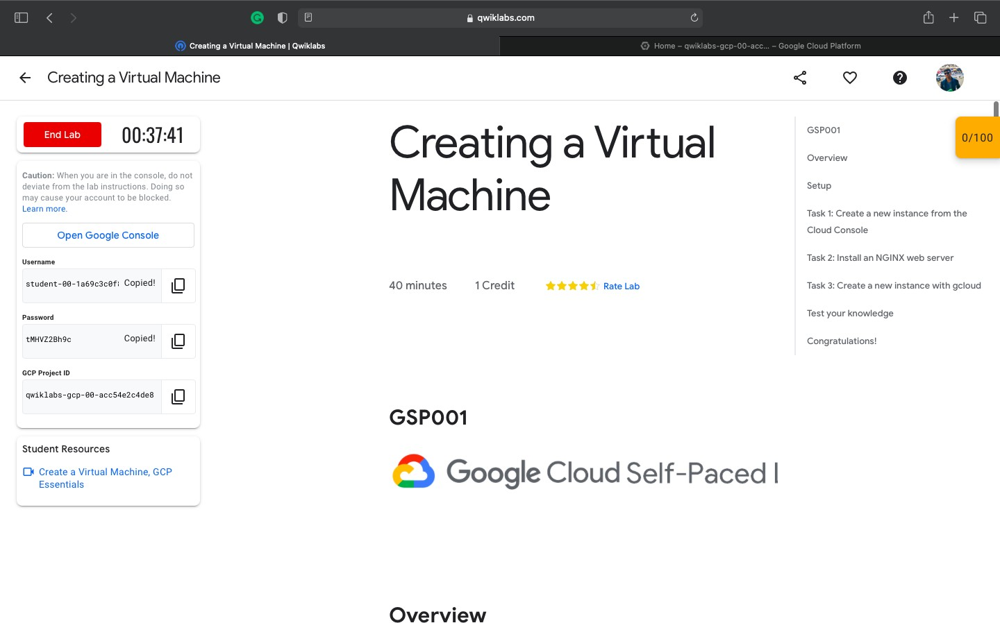 qwiklabs.com
Creating a Virtual Machine | Qwiklabs
Home – qwiklabs-gcp-00-acc... – Google Cloud Platform
Creating a Virtual Machine
End Lab
00:37:41
Caution: When you are in the console, do not
deviate from the lab instructions. Doing so
may cause your account to be blocked.
Learn more.
Open Google Console
Username
student-00-1a69c3c0f Copied!
Password
tMHVZ2Bh9c Copied!
GCP Project ID
qwiklabs-gcp-00-acc54e2c4de8
Student Resources
Create a Virtual Machine, GCP
Essentials
Creating a Virtual
Machine
40 minutes
1 Credit
Rate Lab
GSP001
Google Cloud Self-Paced
Overview
GSP001
Overview
Setup
Task 1: Create a new instance from the
Cloud Console
Task 2: Install an NGINX web server
Task 3: Create a new instance with gcloud
Test your knowledge
Congratulations!
0/100